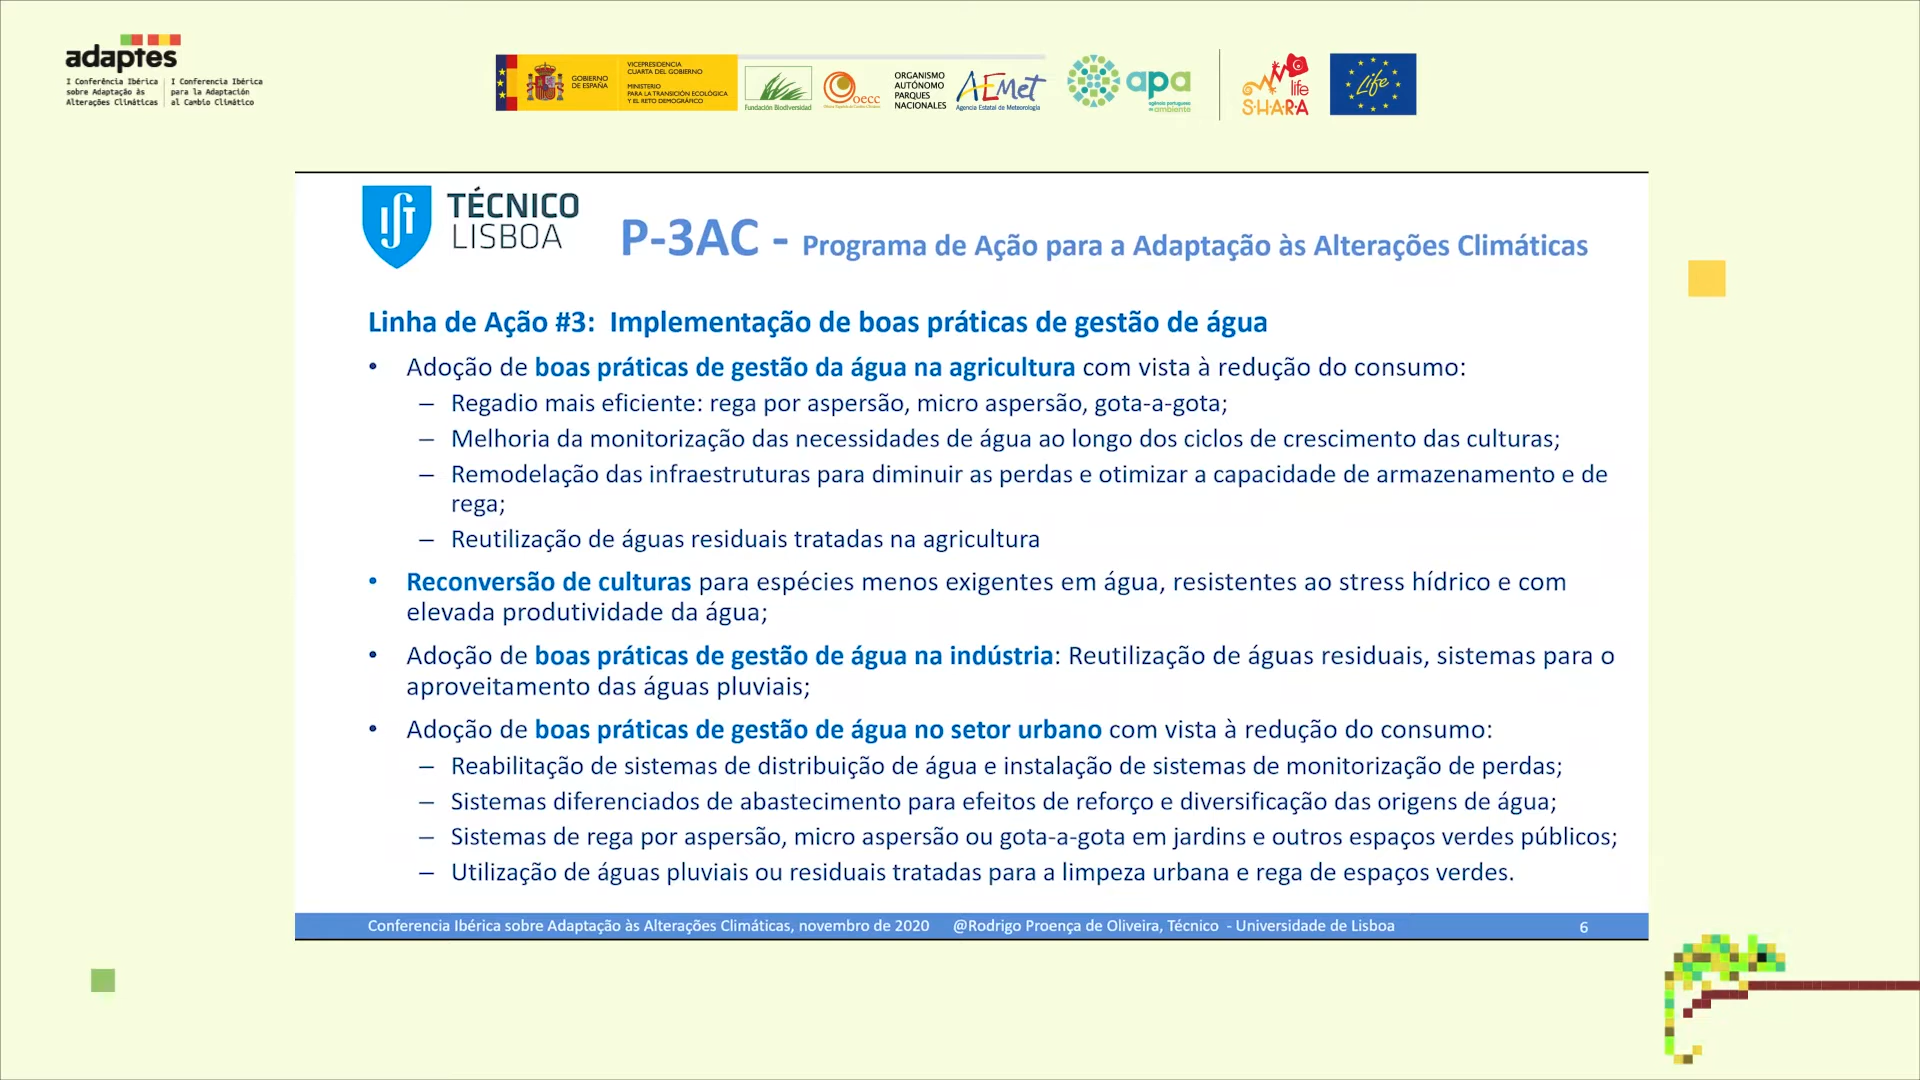 adaptes
I Conferência Ibérica
sobre Adaptação às
Alterações Climáticas
I Conferencia Ibérica
para la Adaptación
al Cambio Climático
GOBIERNO
DE ESPAÑA
VICEPRESIDENCIA
CUARTA DEL GOBIERNO
MINISTERIO
PARA LA TRANSICIÓN ECOLÓGICA
Y EL RETO DEMOGRÁFICO
Fundación Biodiversidad
oecc
ORGANISMO
AUTÓNOMO
PARQUES
NACIONALES
AEMet
Agencia Estatal de Meteorología
apa
agência portuguesa
do ambiente
life
S·H·A·R·A
Life
TÉCNICO
LISBOA
P-3AC - Programa de Ação para a Adaptação às Alterações Climáticas
Linha de Ação #3: Implementação de boas práticas de gestão de água
• Adoção de boas práticas de gestão da água na agricultura com vista à redução do consumo:
– Regadio mais eficiente: rega por aspersão, micro aspersão, gota-a-gota;
– Melhoria da monitorização das necessidades de água ao longo dos ciclos de crescimento das culturas;
– Remodelação das infraestruturas para diminuir as perdas e otimizar a capacidade de armazenamento e de
rega;
– Reutilização de águas residuais tratadas na agricultura
• Reconversão de culturas para espécies menos exigentes em água, resistentes ao stress hídrico e com
elevada produtividade da água;
• Adoção de boas práticas de gestão de água na indústria: Reutilização de águas residuais, sistemas para o
aproveitamento das águas pluviais;
• Adoção de boas práticas de gestão de água no setor urbano com vista à redução do consumo:
– Reabilitação de sistemas de distribuição de água e instalação de sistemas de monitorização de perdas;
– Sistemas diferenciados de abastecimento para efeitos de reforço e diversificação das origens de água;
– Sistemas de rega por aspersão, micro aspersão ou gota-a-gota em jardins e outros espaços verdes públicos;
– Utilização de águas pluviais ou residuais tratadas para a limpeza urbana e rega de espaços verdes.
Conferencia Ibérica sobre Adaptação às Alterações Climáticas, novembro de 2020 @Rodrigo Proença de Oliveira, Técnico - Universidade de Lisboa 6